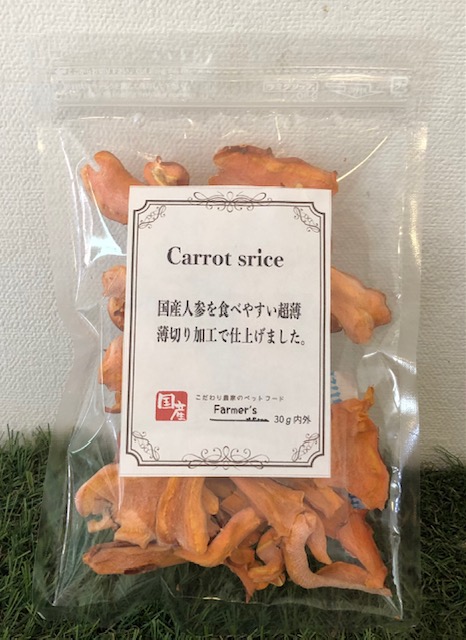 Carrot srice
国産人参を食べやすい超薄
薄切り加工で仕上げました。
国産
こだわり農家のペットフード
Farmer's
30g内外